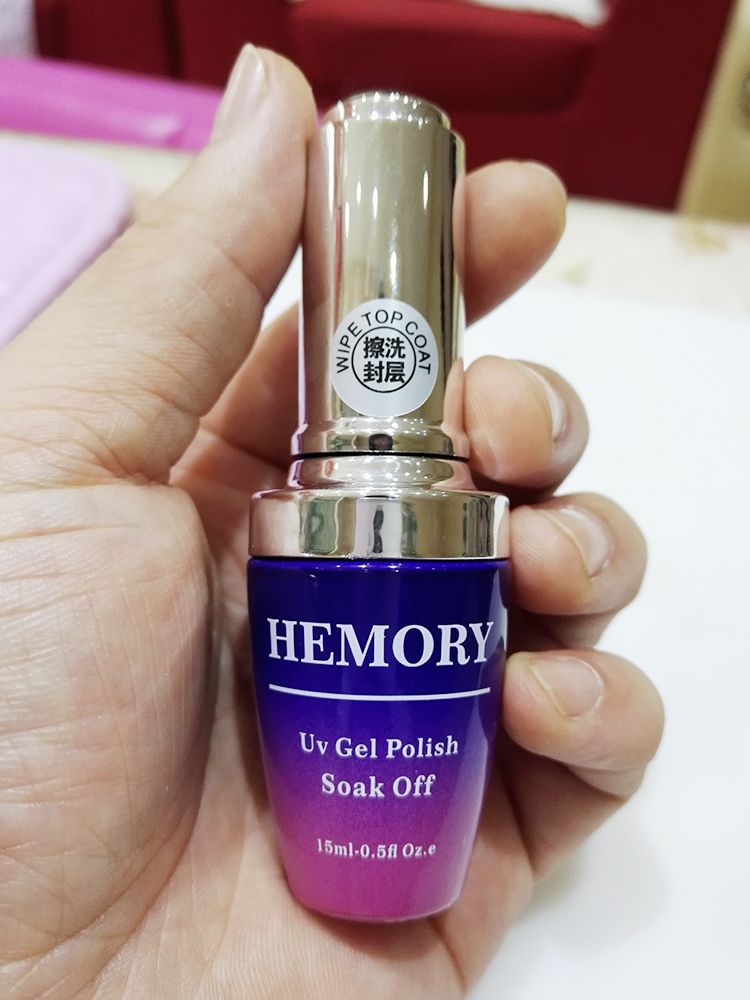 WIPE TOP COAT
擦洗
封层
HEMORY
Uv Gel Polish
Soak Off
15ml-0.5fl Oz.e